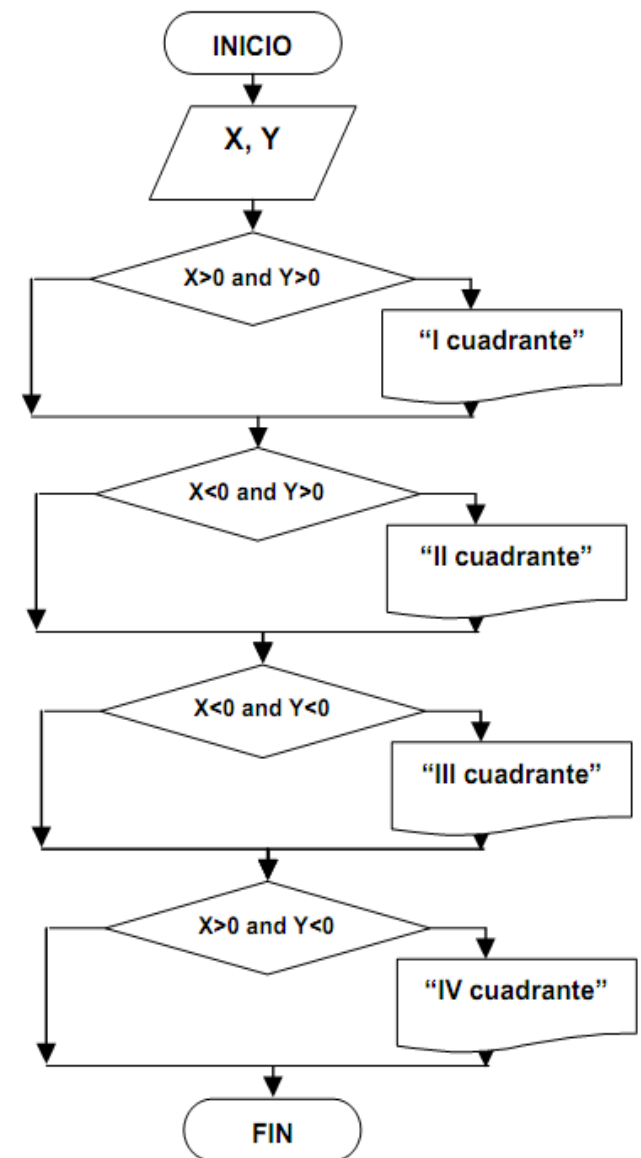 INICIO
X, Y
X>0 and Y>0
“I cuadrante”
X<0 and Y>0
“II cuadrante”
X<0 and Y<0
“III cuadrante”
X>0 and Y<0
“IV cuadrante”
FIN